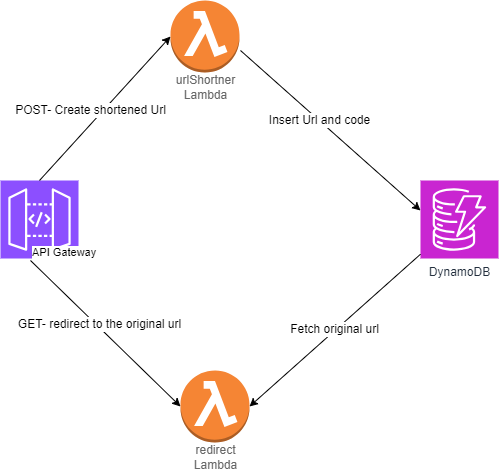 urlShortner
Lambda
POST- Create shortened Url
Insert Url and code
API Gateway
DynamoDB
GET- redirect to the original url
Fetch original url
redirect
Lambda